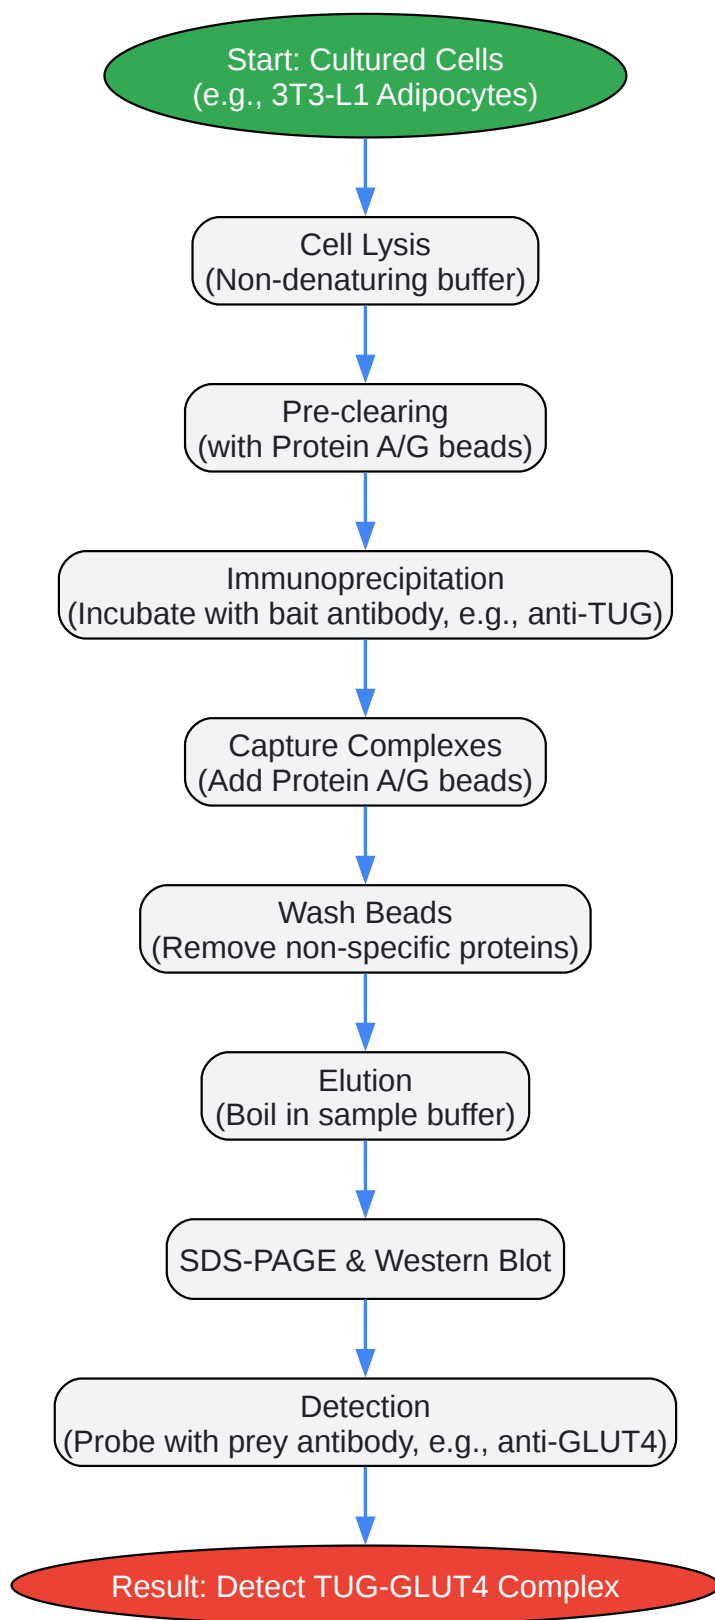 Start: Cultured Cells
(e.g., 3T3-L1 Adipocytes)
Cell Lysis
(Non-denaturing buffer)
Pre-clearing
(with Protein A/G beads)
Immunoprecipitation
(Incubate with bait antibody, e.g., anti-TUG)
Capture Complexes
(Add Protein A/G beads)
Wash Beads
(Remove non-specific proteins)
Elution
(Boil in sample buffer)
SDS-PAGE & Western Blot
Detection
(Probe with prey antibody, e.g., anti-GLUT4)
Result: Detect TUG-GLUT4 Complex